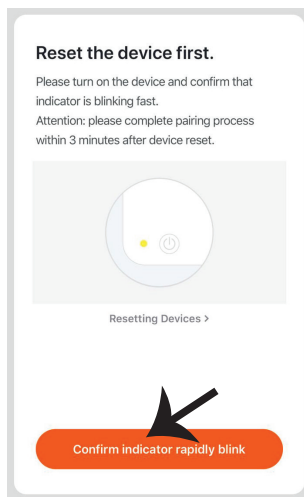 Reset the device first.
Please turn on the device and confirm that
indicator is blinking fast.
Attention: please complete pairing process
within 3 minutes after device reset.
Resetting Devices >
Confirm indicator rapidly blink